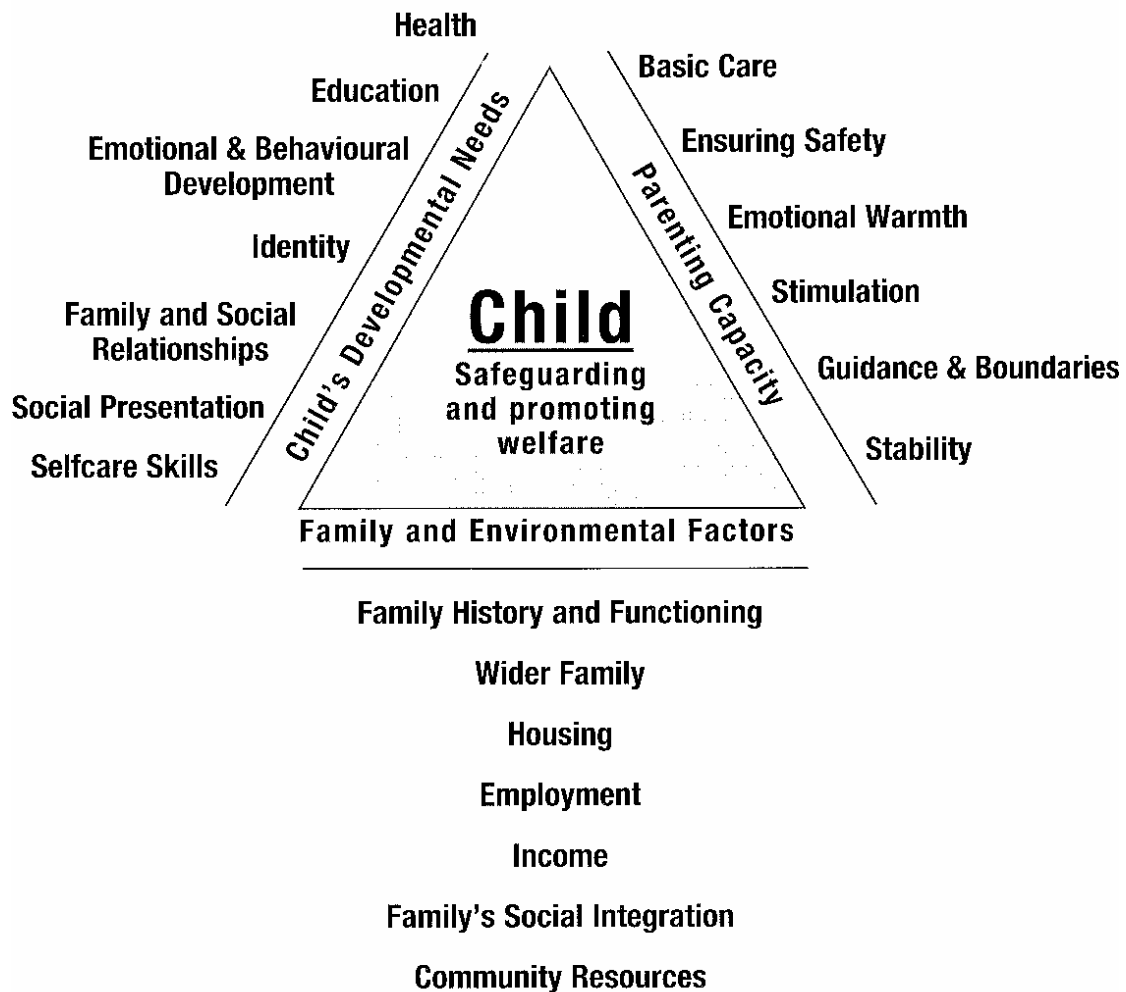 Health
Education
Emotional & Behavioural
Development
Identity
Family and Social
Relationships
Social Presentation
Selfcare Skills
Child's Developmental Needs
Basic Care
Ensuring Safety
Emotional Warmth
Stimulation
Guidance & Boundaries
Stability
Parenting Capacity
Child
Safeguarding
and promoting
welfare
Family and Environmental Factors
Family History and Functioning
Wider Family
Housing
Employment
Income
Family's Social Integration
Community Resources